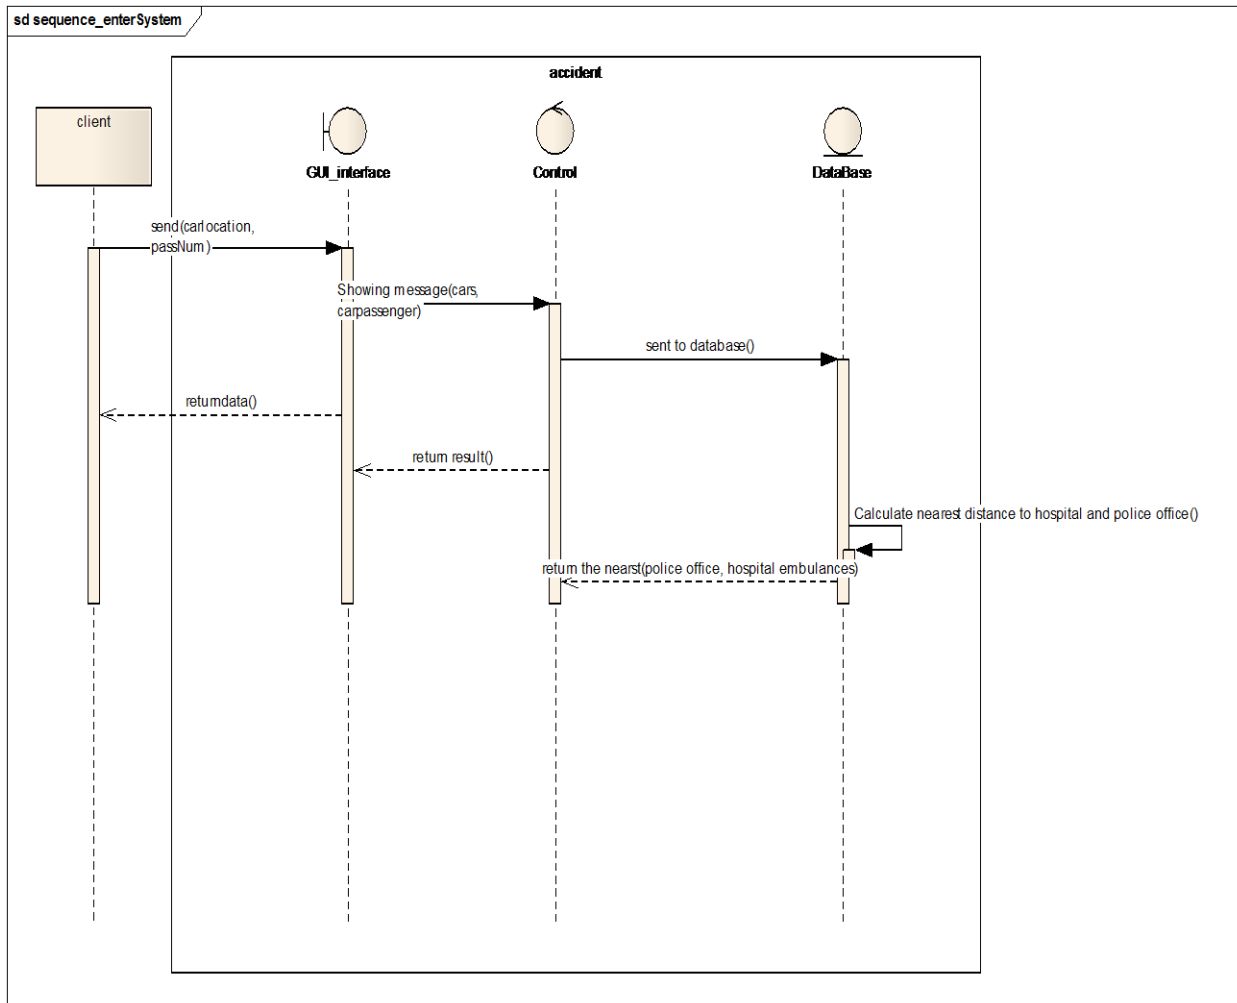 sd sequence_enterSystem
accident
client
GUI_interface
Control
DataBase
send(carlocation,
passNum)
Showing message(cars,
carpassenger)
sent to database()
returndata()
return result()
Calculate nearest distance to hospital and police office()
return the nearst(police office, hospital embulances)